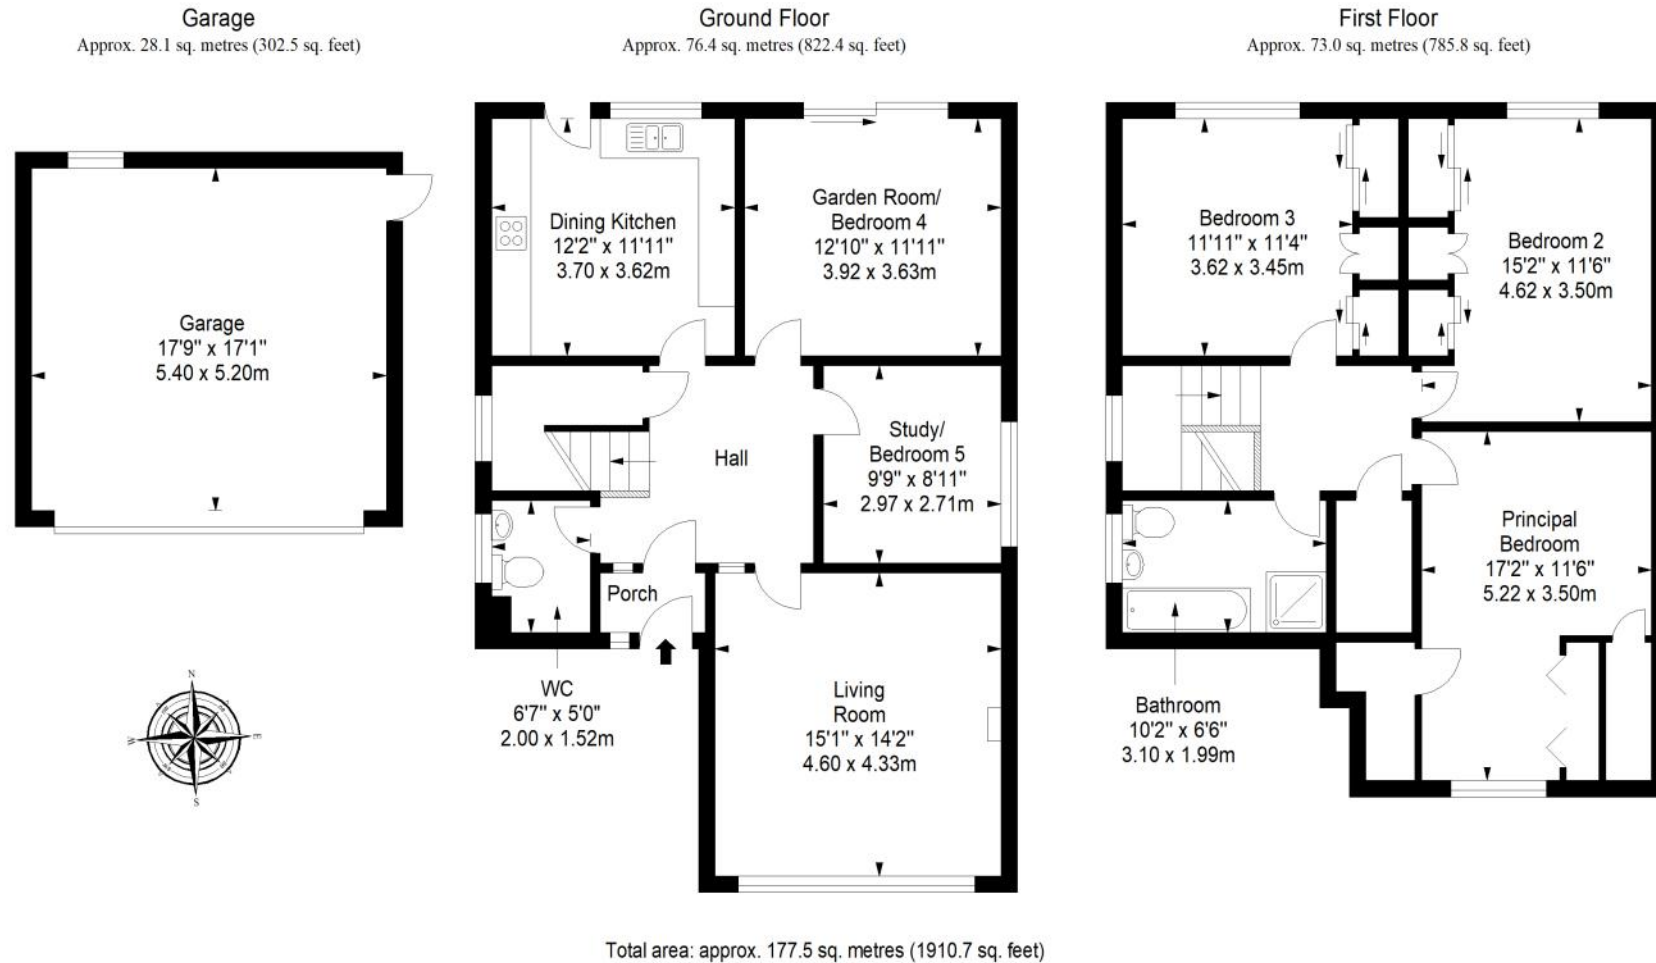 Garage
Approx. 28.1 sq. metres (302.5 sq. feet)
Ground Floor
Approx. 76.4 sq. metres (822.4 sq. feet)
First Floor
Approx. 73.0 sq. metres (785.8 sq. feet)
Garage
17'9" x 17'1"
5.40 x 5.20m
Dining Kitchen
12'2" x 11'11"
3.70 x 3.62m
Garden Room/
Bedroom 4
12'10" x 11'11"
3.92 x 3.63m
Study/
Bedroom 5
9'9" x 8'11"
2.97 x 2.71m
Hall
Porch
WC
6'7" x 5'0"
2.00 x 1.52m
Living
Room
15'1" x 14'2"
4.60 x 4.33m
Bedroom 3
11'11" x 11'4"
3.62 x 3.45m
Bedroom 2
15'2" x 11'6"
4.62 x 3.50m
Principal
Bedroom
17'2" x 11'6"
5.22 x 3.50m
Bathroom
10'2" x 6'6"
3.10 x 1.99m
N
W
E
S
Total area: approx. 177.5 sq. metres (1910.7 sq. feet)